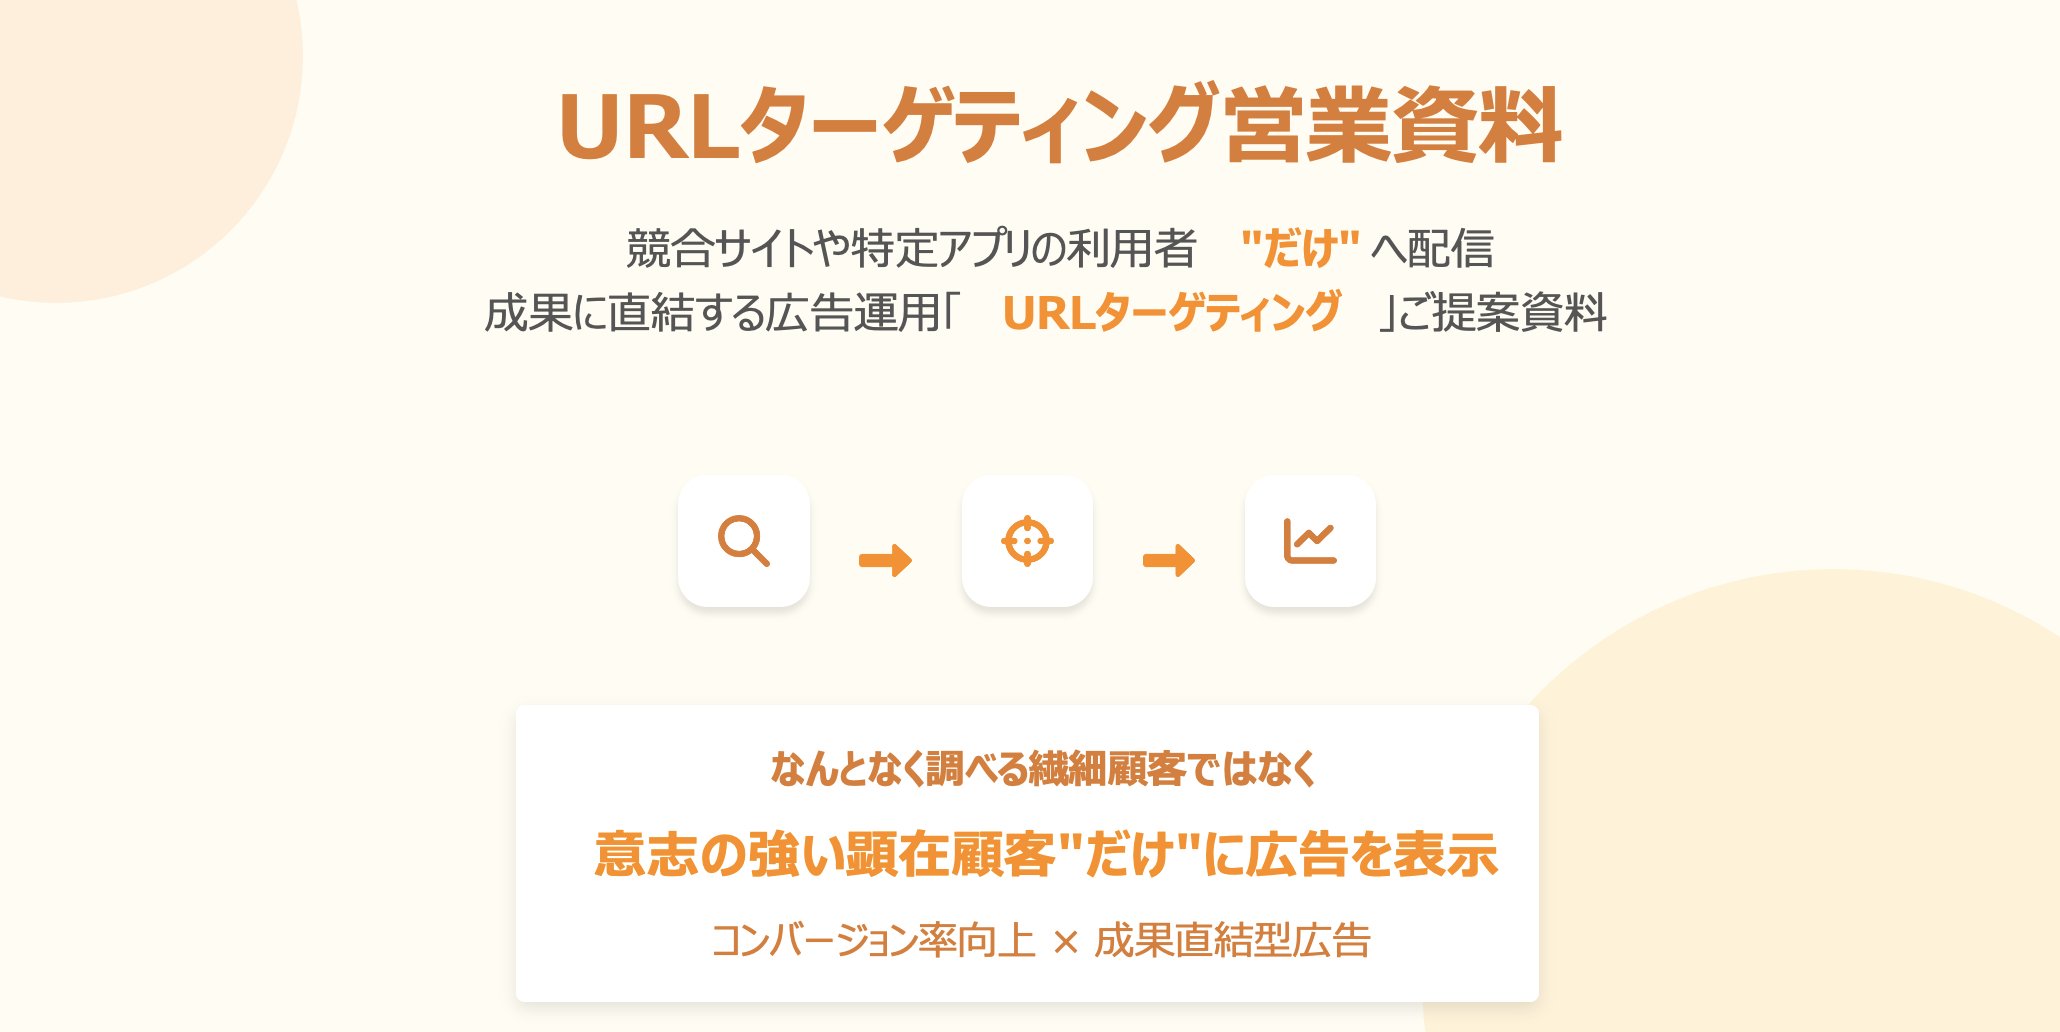 URLターゲティング営業資料
競合サイトや特定アプリの利用者　"だけ" へ配信
成果に直結する広告運用「　URLターゲティング　」ご提案資料
なんとなく調べる繊細顧客ではなく
意志の強い顕在顧客"だけ"に広告を表示
コンバージョン率向上 × 成果直結型広告